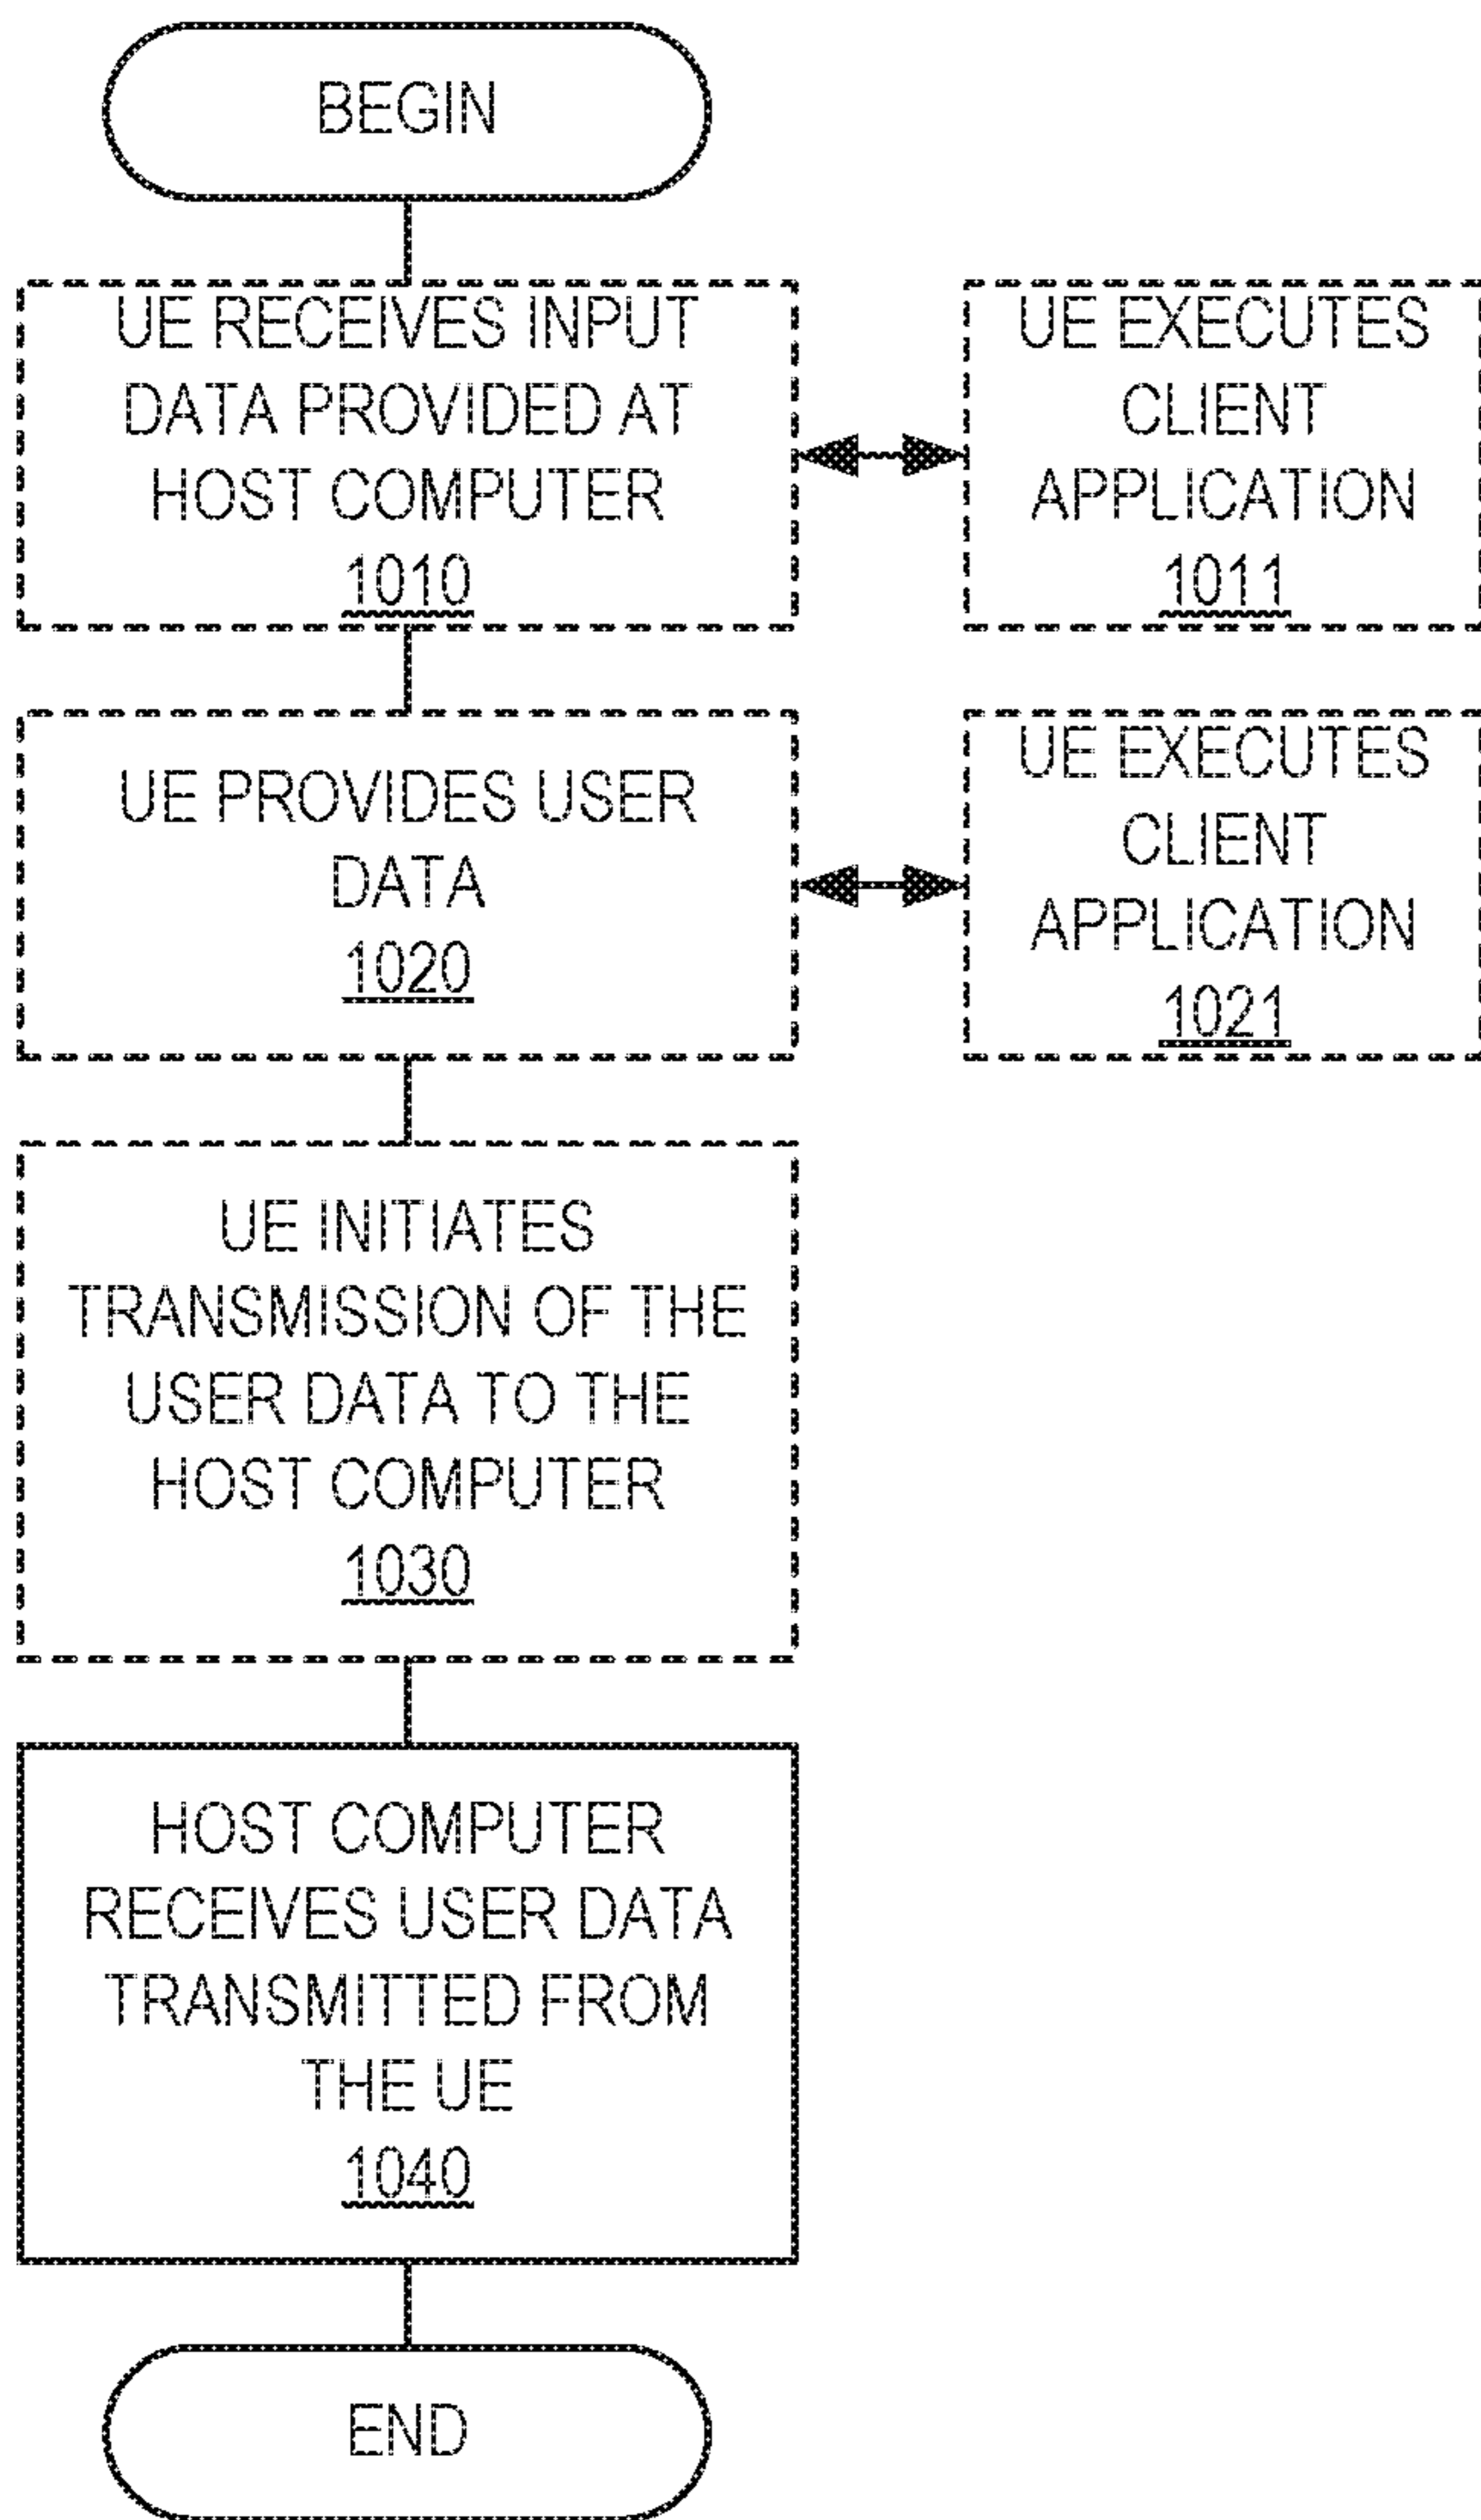 BEGIN
UE RECEIVES INPUT
DATA PROVIDED AT
HOST COMPUTER
1010
UE EXECUTES
CLIENT
APPLICATION
1011
UE PROVIDES USER
DATA
1020
UE EXECUTES
CLIENT
APPLICATION
1021
UE INITIATES
TRANSMISSION OF THE
USER DATA TO THE
HOST COMPUTER
1030
HOST COMPUTER
RECEIVES USER DATA
TRANSMITTED FROM
THE UE
1040
END